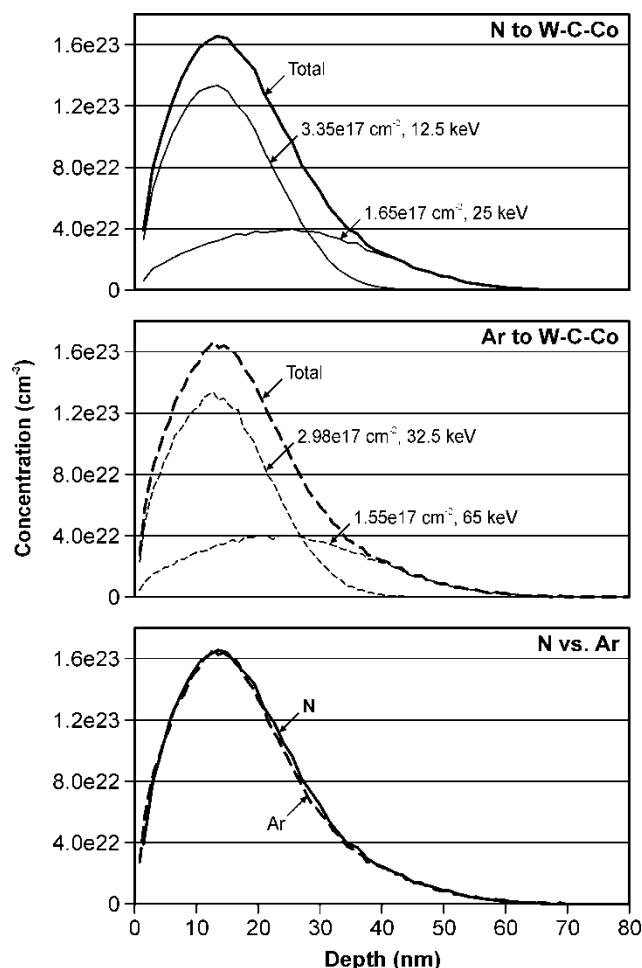 N to W-C-Co
1.6e23
Total
1.2e23
3.35e17 cm⁻², 12.5 keV
8.0e22
1.65e17 cm⁻², 25 keV
4.0e22
0
Ar to W-C-Co
1.6e23
Total
1.2e23
2.98e17 cm⁻², 32.5 keV
8.0e22
1.55e17 cm⁻², 65 keV
4.0e22
0
Concentration (cm⁻³)
N vs. Ar
1.6e23
N
1.2e23
8.0e22
Ar
4.0e22
0
0 10 20 30 40 50 60 70 80
Depth (nm)